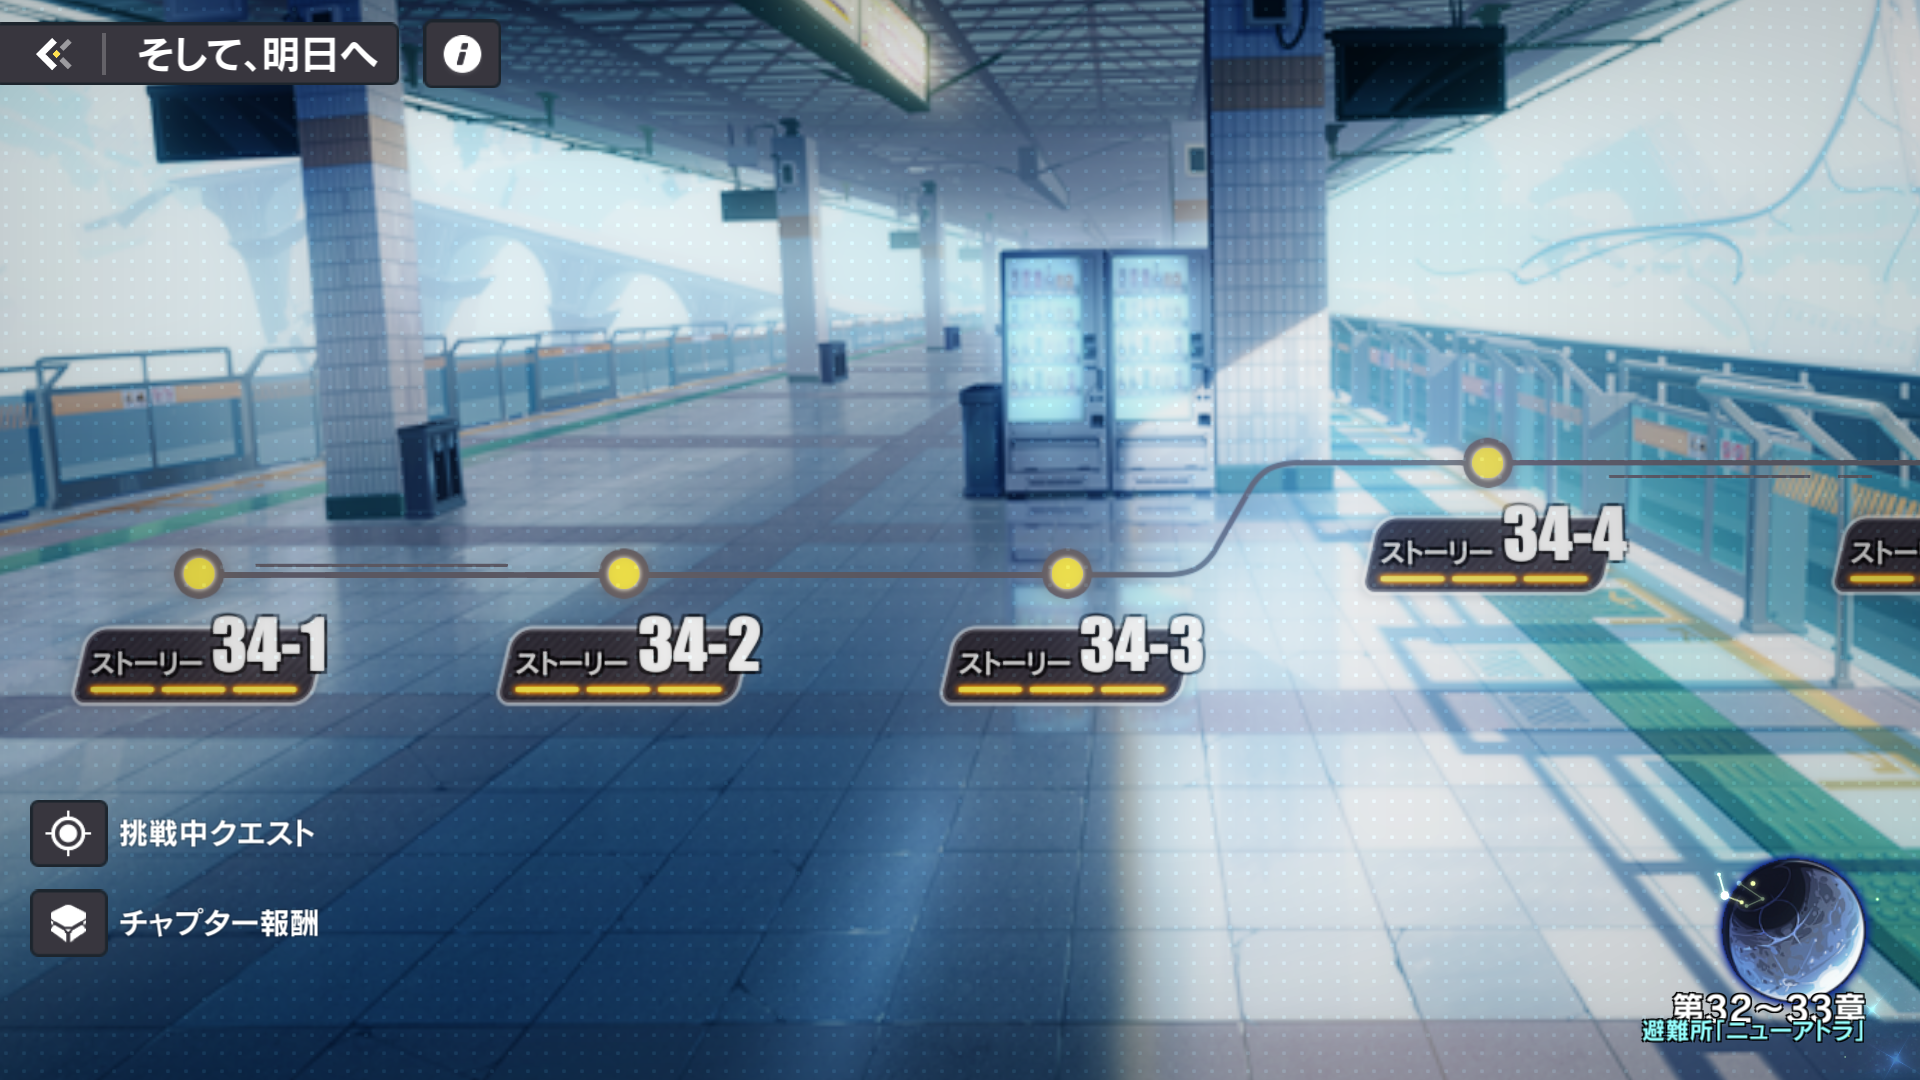 そして、明日へ
ストーリー 34-4
ストー
ストーリー 34-1
ストーリー 34-2
ストーリー 34-3
挑戦中クエスト
チャプター報酬
第32～33章
避難所「ニューアトラ」